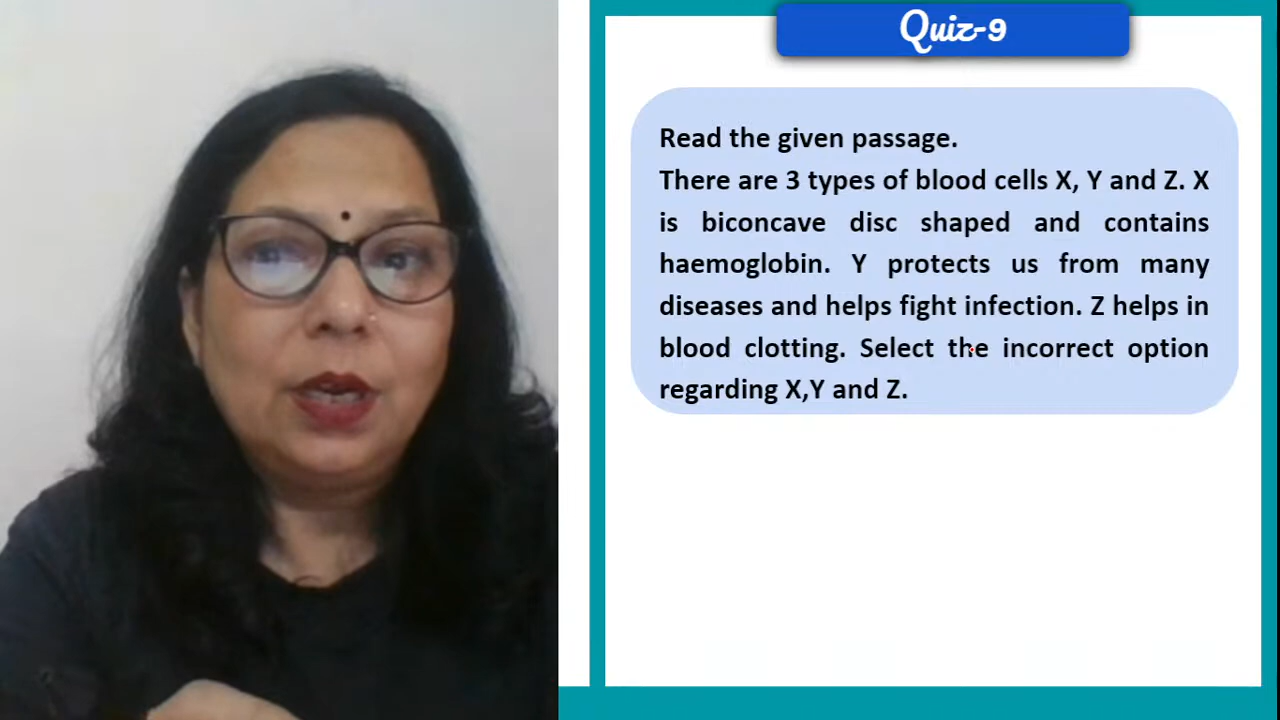 Quiz-9
Read the given passage.
There are 3 types of blood cells X, Y and Z. X
is biconcave disc shaped and contains
haemoglobin. Y protects us from many
diseases and helps fight infection. Z helps in
blood clotting. Select the incorrect option
regarding X,Y and Z.